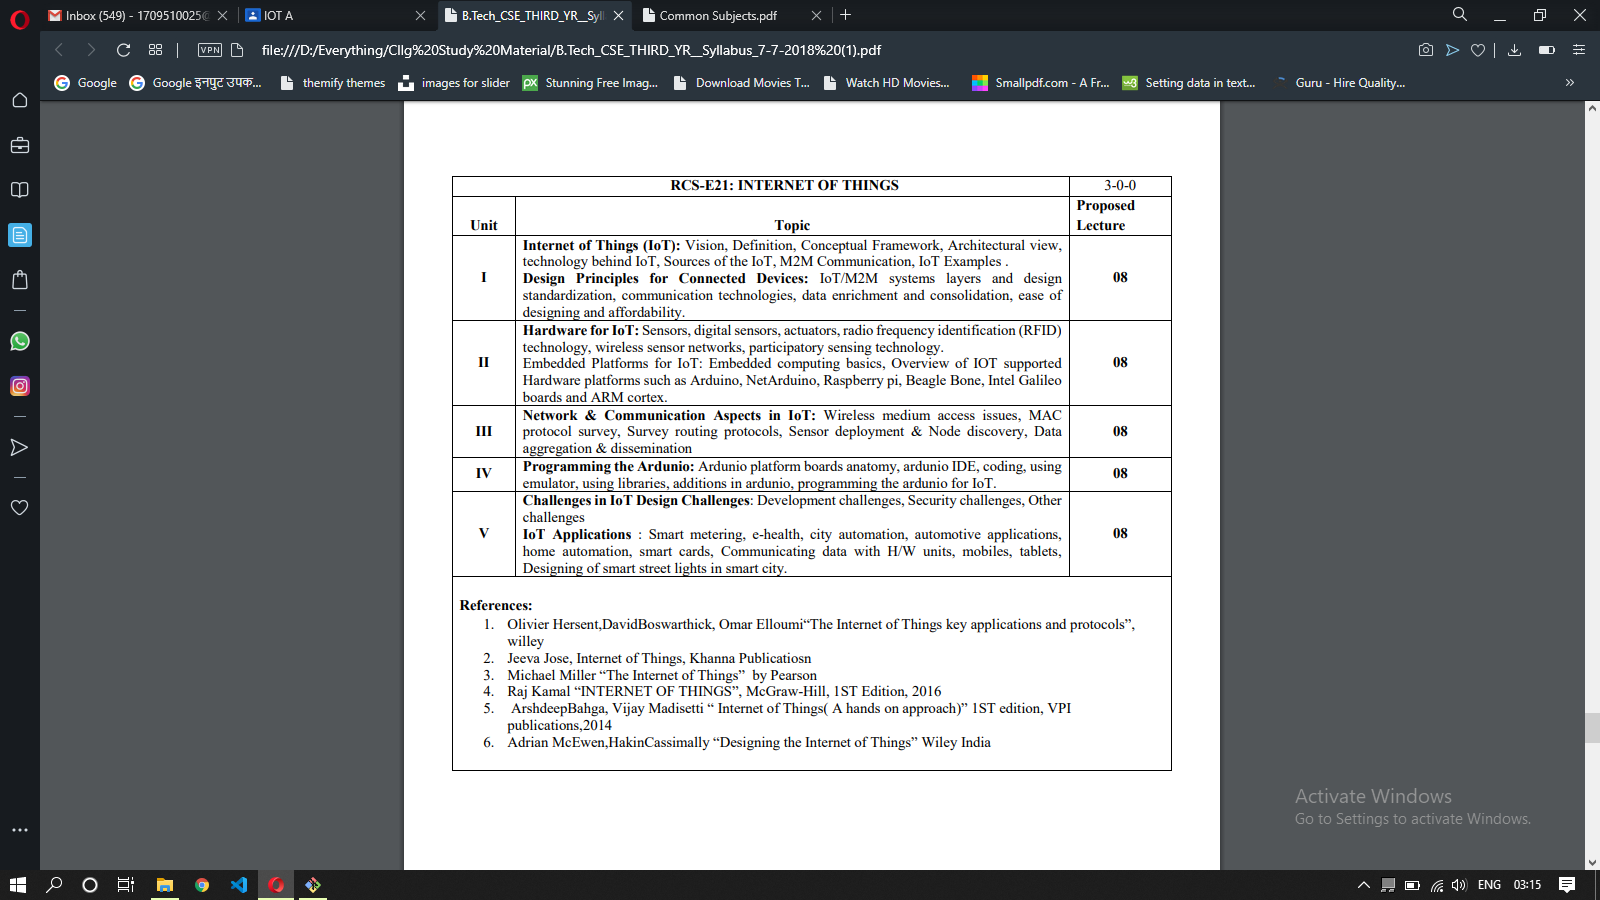 Inbox (549) - 1709510025@
IOT A
B.Tech_CSE_THIRD_YR__Syll
Common Subjects.pdf
VPN
file:///D:/Everything/Cllg%20Study%20Material/B.Tech_CSE_THIRD_YR__Syllabus_7-7-2018%20(1).pdf
Google
Google इनपुट उपक...
themify themes
images for slider
px Stunning Free Imag...
Download Movies T...
Watch HD Movies...
Smallpdf.com - A Fr...
Setting data in text...
Guru - Hire Quality...
RCS-E21: INTERNET OF THINGS 3-0-0
Unit Topic Proposed Lecture
Internet of Things (IoT): Vision, Definition, Conceptual Framework, Architectural view,
technology behind IoT, Sources of the IoT, M2M Communication, IoT Examples .
I 08
Design Principles for Connected Devices: IoT/M2M systems layers and design
standardization, communication technologies, data enrichment and consolidation, ease of
designing and affordability.
Hardware for IoT: Sensors, digital sensors, actuators, radio frequency identification (RFID)
technology, wireless sensor networks, participatory sensing technology.
II 08
Embedded Platforms for IoT: Embedded computing basics, Overview of IOT supported
Hardware platforms such as Arduino, NetArduino, Raspberry pi, Beagle Bone, Intel Galileo
boards and ARM cortex.
Network & Communication Aspects in IoT: Wireless medium access issues, MAC
III protocol survey, Survey routing protocols, Sensor deployment & Node discovery, Data 08
aggregation & dissemination
IV Programming the Ardunio: Ardunio platform boards anatomy, ardunio IDE, coding, using 08
emulator, using libraries, additions in ardunio, programming the ardunio for IoT.
Challenges in IoT Design Challenges: Development challenges, Security challenges, Other
challenges
V IoT Applications : Smart metering, e-health, city automation, automotive applications, 08
home automation, smart cards, Communicating data with H/W units, mobiles, tablets,
Designing of smart street lights in smart city.
References:
1. Olivier Hersent,DavidBoswarthick, Omar Elloumi“The Internet of Things key applications and protocols”,
willey
2. Jeeva Jose, Internet of Things, Khanna Publicatiosn
3. Michael Miller “The Internet of Things” by Pearson
4. Raj Kamal “INTERNET OF THINGS”, McGraw-Hill, 1ST Edition, 2016
5. ArshdeepBahga, Vijay Madisetti “ Internet of Things( A hands on approach)” 1ST edition, VPI
publications,2014
6. Adrian McEwen,HakinCassimally “Designing the Internet of Things” Wiley India
Activate Windows
Go to Settings to activate Windows.
ENG 03:15